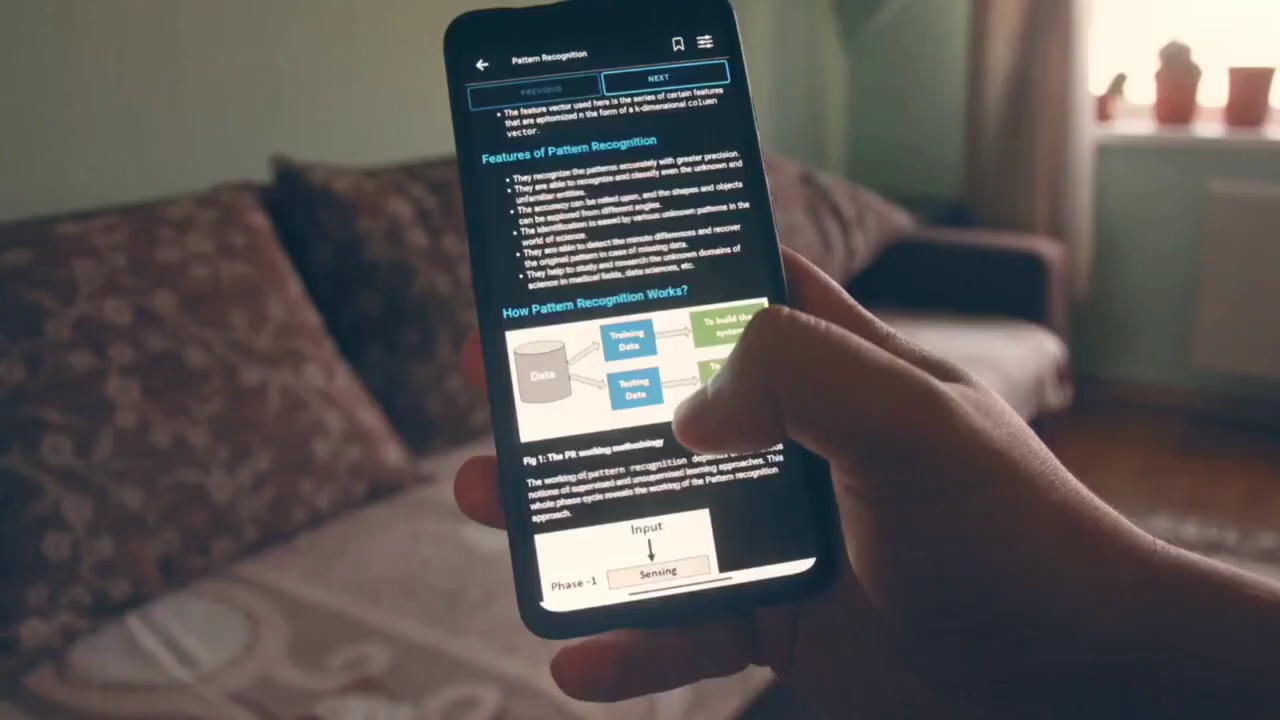 Pattern Recognition
PREVIOUS
NEXT
• The feature vector used here is the series of certain features
that are epitomized n the form of a k-dimensional column
vector.
Features of Pattern Recognition
• They recognize the patterns accurately with greater precision.
• They are able to recognize and classify even the unknown and
unfamiliar entities.
• The accuracy can be relied upon, and the shapes and objects
can be explored from different angles.
• The identification is eased by various unknown patterns in the
world of science.
• They are able to detect the minute differences and recover
the original pattern in case of missing data.
• They help to study and research the unknown domains of
science in medical fields, data sciences, etc.
How Pattern Recognition Works?
Data
Training
Data
To build the
system
Testing
Data
Fig 1: The PR working methodology
The working of pattern recognition depends
notions of supervised and unsupervised learning approaches. This
whole phase cycle reveals the working of the Pattern recognition
approach.
Input
Phase -1
Sensing